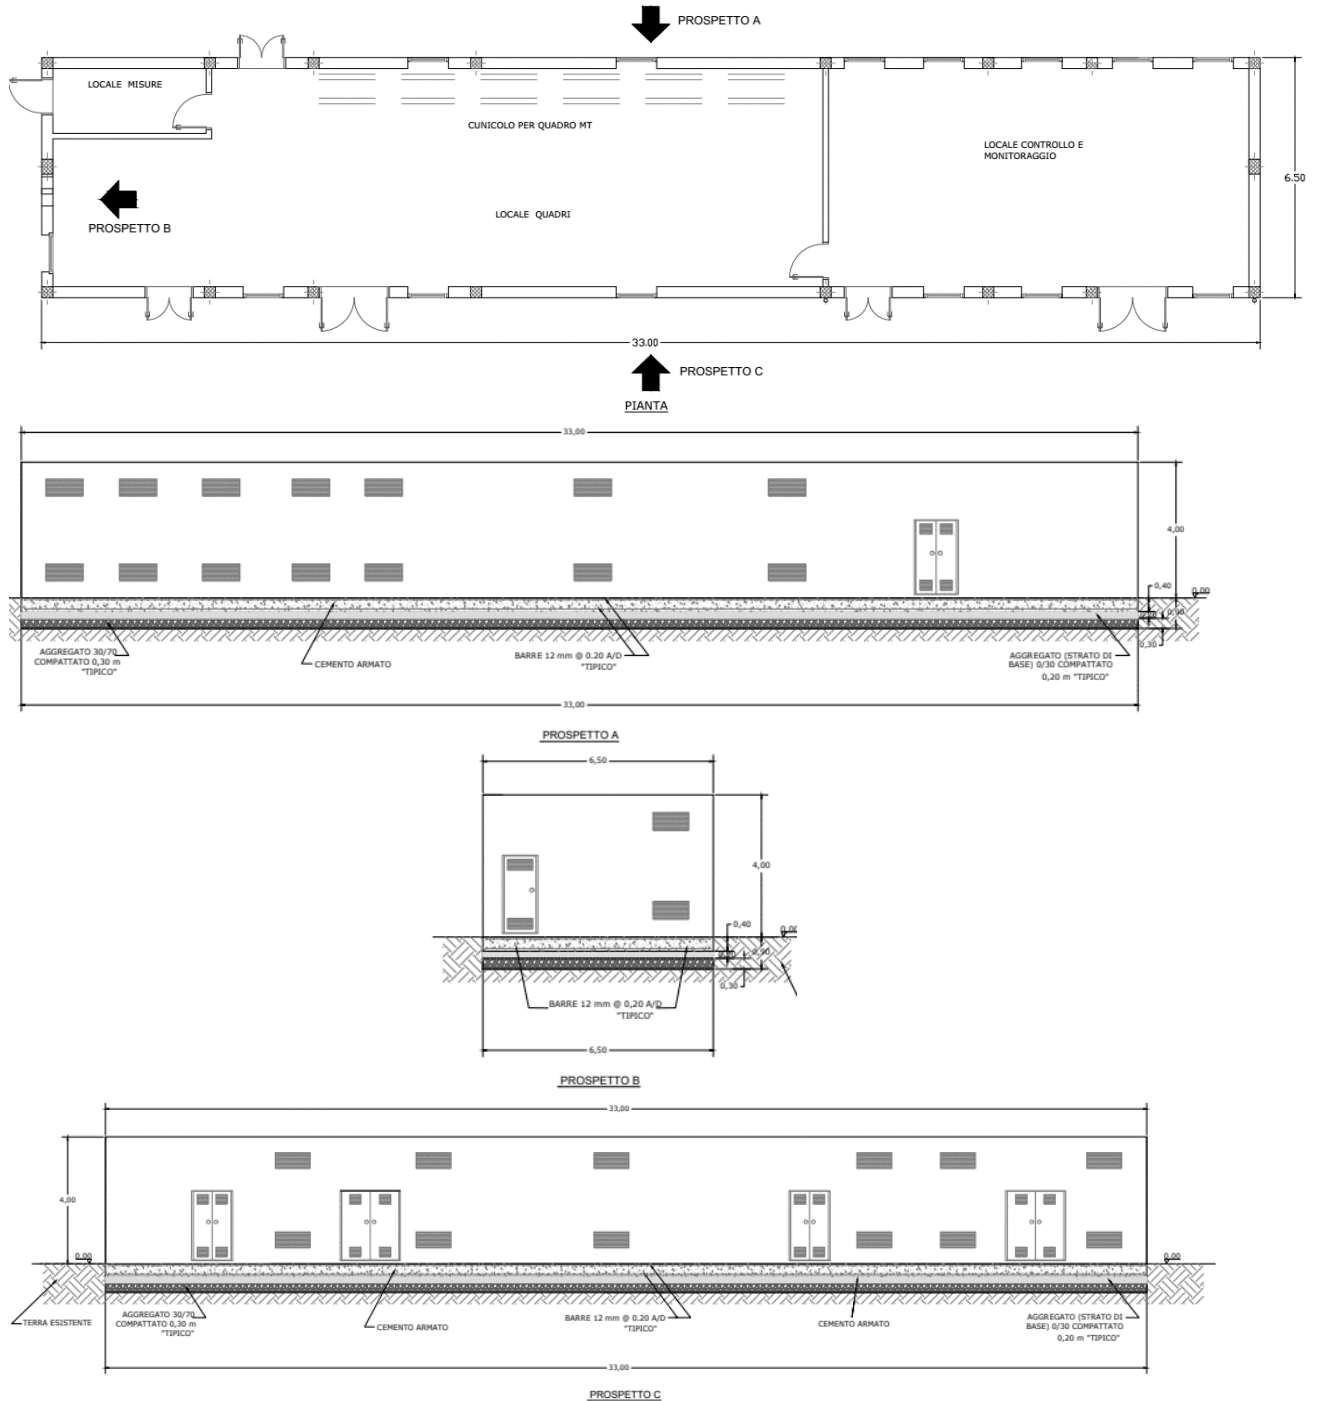 PROSPETTO A
LOCALE MISURE
CUNICOLO PER QUADRO MT
LOCALE CONTROLLO E
MONITORAGGIO
6.50
PROSPETTO B
LOCALE QUADRI
33.00
PROSPETTO C
PIANTA
33,00
4,00
0,40
0,00
0,90
0,30
AGGREGATO 30/70
COMPATTATO 0,30 m
"TIPICO"
CEMENTO ARMATO
BARRE 12 mm @ 0.20 A/D
"TIPICO"
AGGREGATO (STRATO DI
BASE) 0/30 COMPATTATO
0,20 m "TIPICO"
33,00
PROSPETTO A
6,50
4,00
0,40
0,00
0,90
0,30
BARRE 12 mm @ 0,20 A/D
"TIPICO"
6,50
PROSPETTO B
33,00
4,00
0.00
0.00
TERRA ESISTENTE
AGGREGATO 30/70
COMPATTATO 0,30 m
"TIPICO"
CEMENTO ARMATO
BARRE 12 mm @ 0.20 A/D
"TIPICO"
CEMENTO ARMATO
AGGREGATO (STRATO DI
BASE) 0/30 COMPATTATO
0,20 m "TIPICO"
33,00
PROSPETTO C